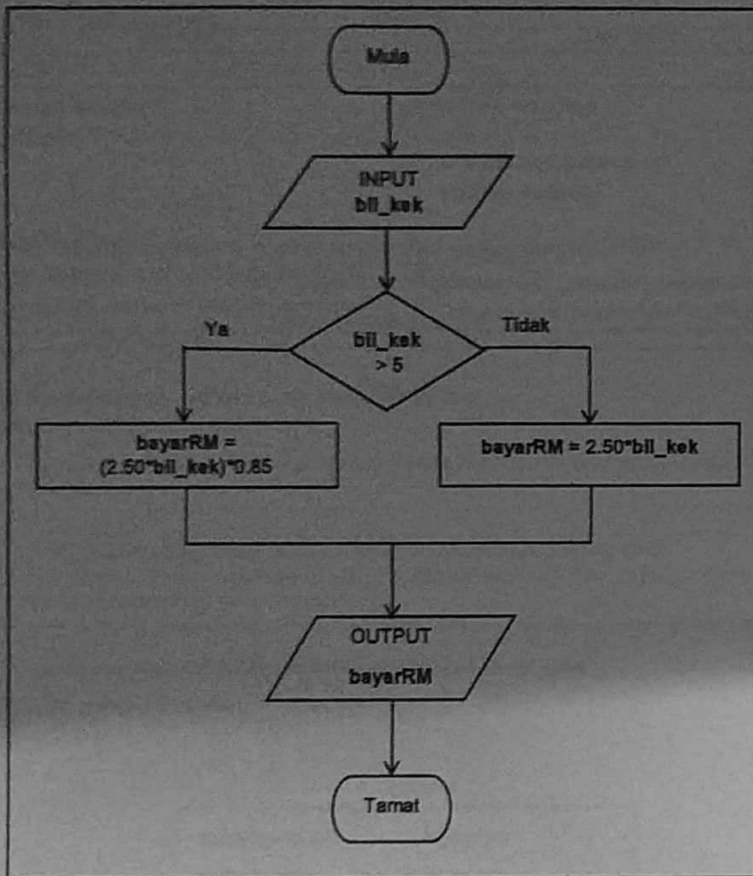 Mula
INPUT
bil_kek
bil_kek
> 5
Ya
Tidak
bayarRM =
(2.50*bil_kek)*0.85
bayarRM = 2.50*bil_kek
OUTPUT
bayarRM
Tamat